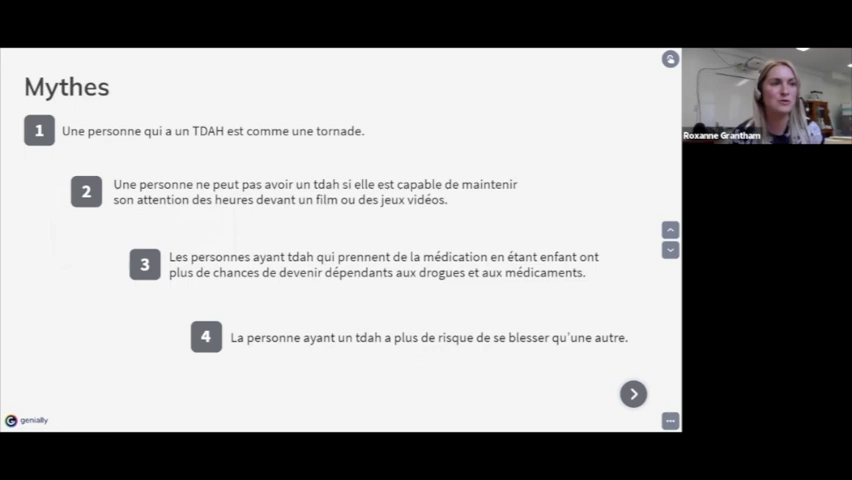 Mythes
1 Une personne qui a un TDAH est comme une tornade.
2 Une personne ne peut pas avoir un tdah si elle est capable de maintenir
son attention des heures devant un film ou des jeux vidéos.
3 Les personnes ayant tdah qui prennent de la médication en étant enfant ont
plus de chances de devenir dépendants aux drogues et aux médicaments.
4 La personne ayant un tdah a plus de risque de se blesser qu'une autre.
genially
Roxanne Grantham